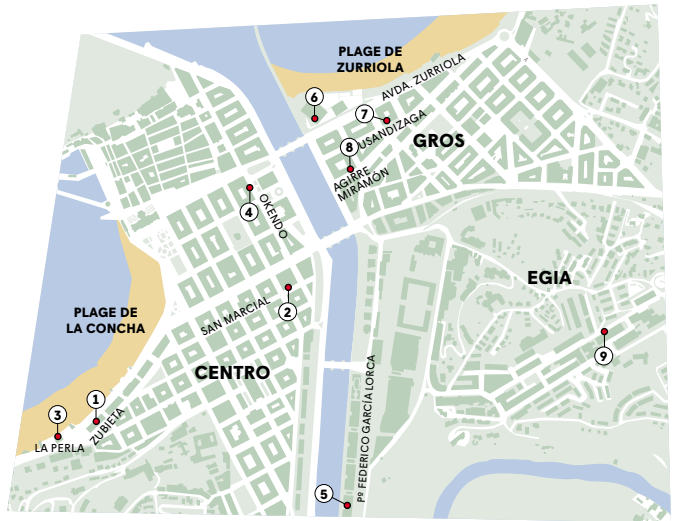 PLAGE DE
ZURRIOLA
AVDA. ZURRIOLA
6
7
USANDIZAGA
GROS
8
AGIRRE
MIRAMÓN
4
OKENDO
EGIA
PLAGE DE
LA CONCHA
SAN MARCIAL
2
9
CENTRO
Pº FEDERICO GARCÍA LORCA
1
3
ZUBIETA
LA PERLA
5